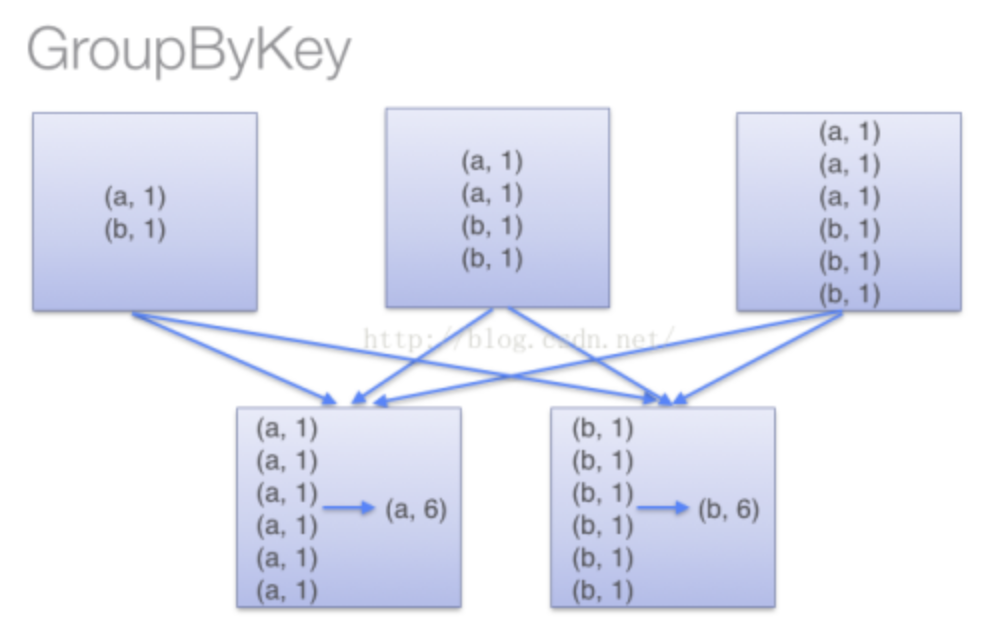 GroupByKey
(a, 1)
(b, 1)
(a, 1)
(a, 1)
(b, 1)
(b, 1)
(a, 1)
(a, 1)
(a, 1)
(b, 1)
(b, 1)
(b, 1)
http://blog.csdn.net/
(a, 1)
(a, 1)
(a, 1)
(a, 1)
(a, 1)
(a, 1)
(a, 6)
(b, 1)
(b, 1)
(b, 1)
(b, 1)
(b, 1)
(b, 1)
(b, 6)